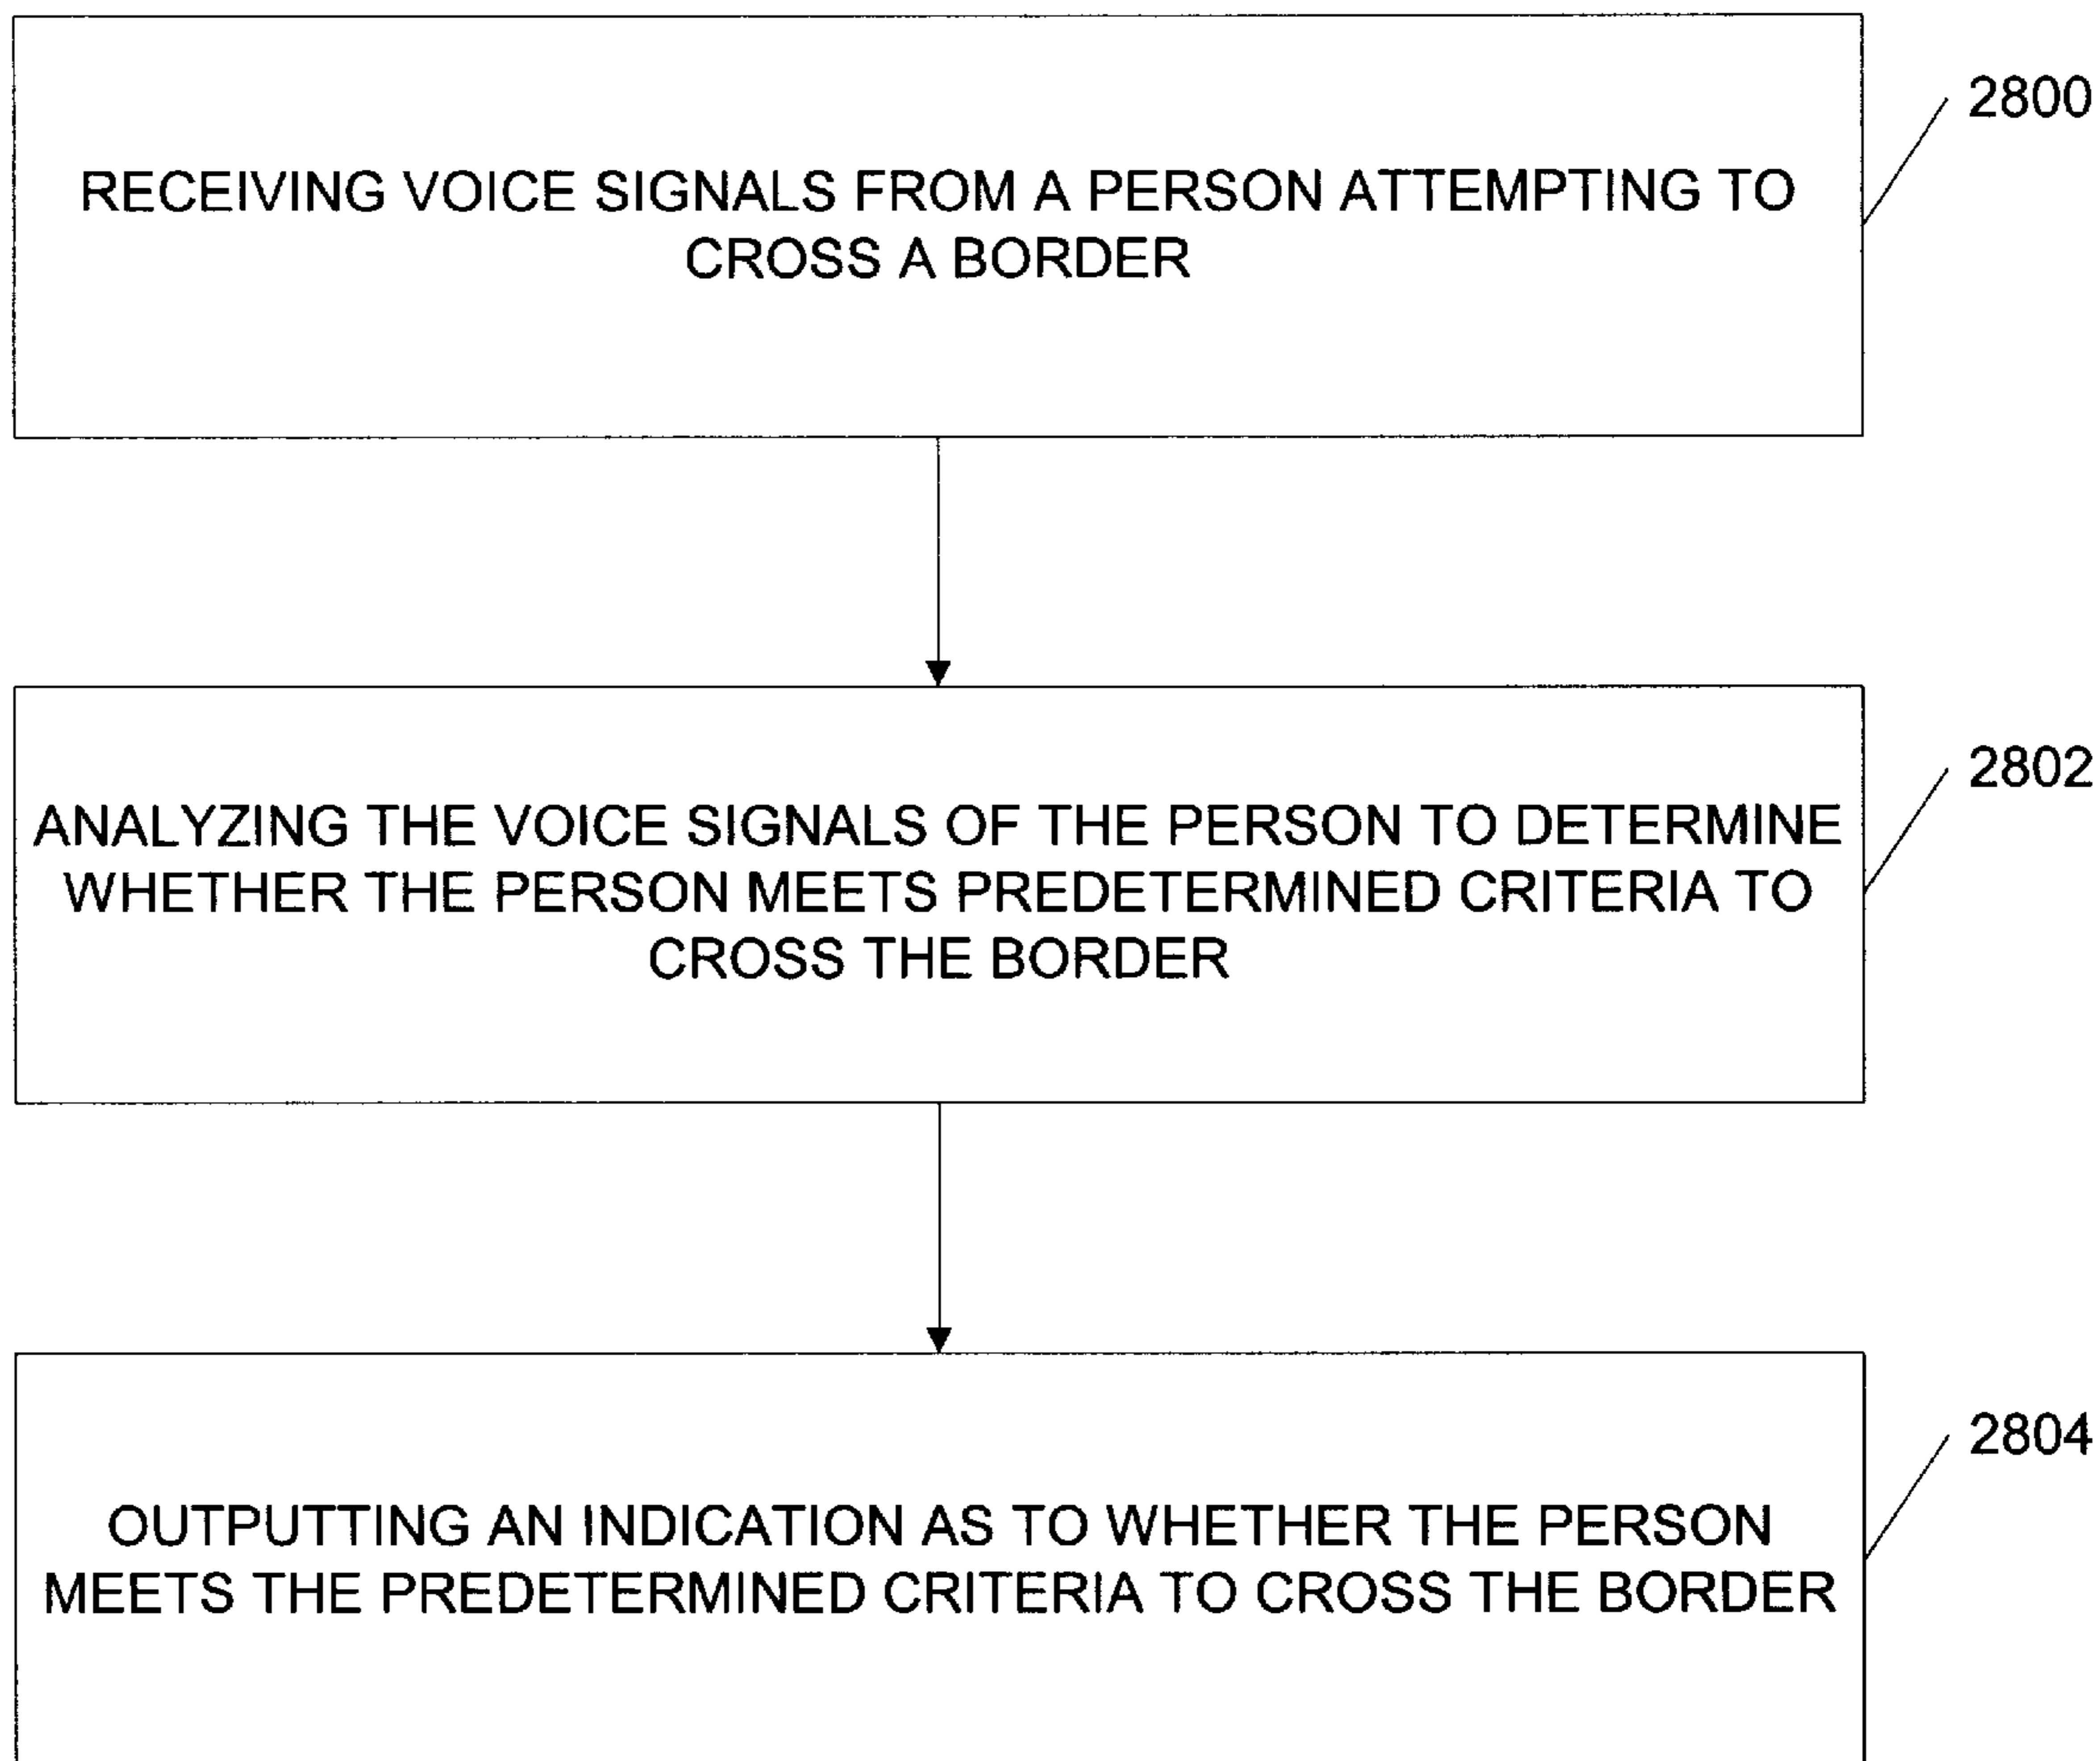 RECEIVING VOICE SIGNALS FROM A PERSON ATTEMPTING TO
CROSS A BORDER
2800
ANALYZING THE VOICE SIGNALS OF THE PERSON TO DETERMINE
WHETHER THE PERSON MEETS PREDETERMINED CRITERIA TO
CROSS THE BORDER
2802
OUTPUTTING AN INDICATION AS TO WHETHER THE PERSON
MEETS THE PREDETERMINED CRITERIA TO CROSS THE BORDER
2804